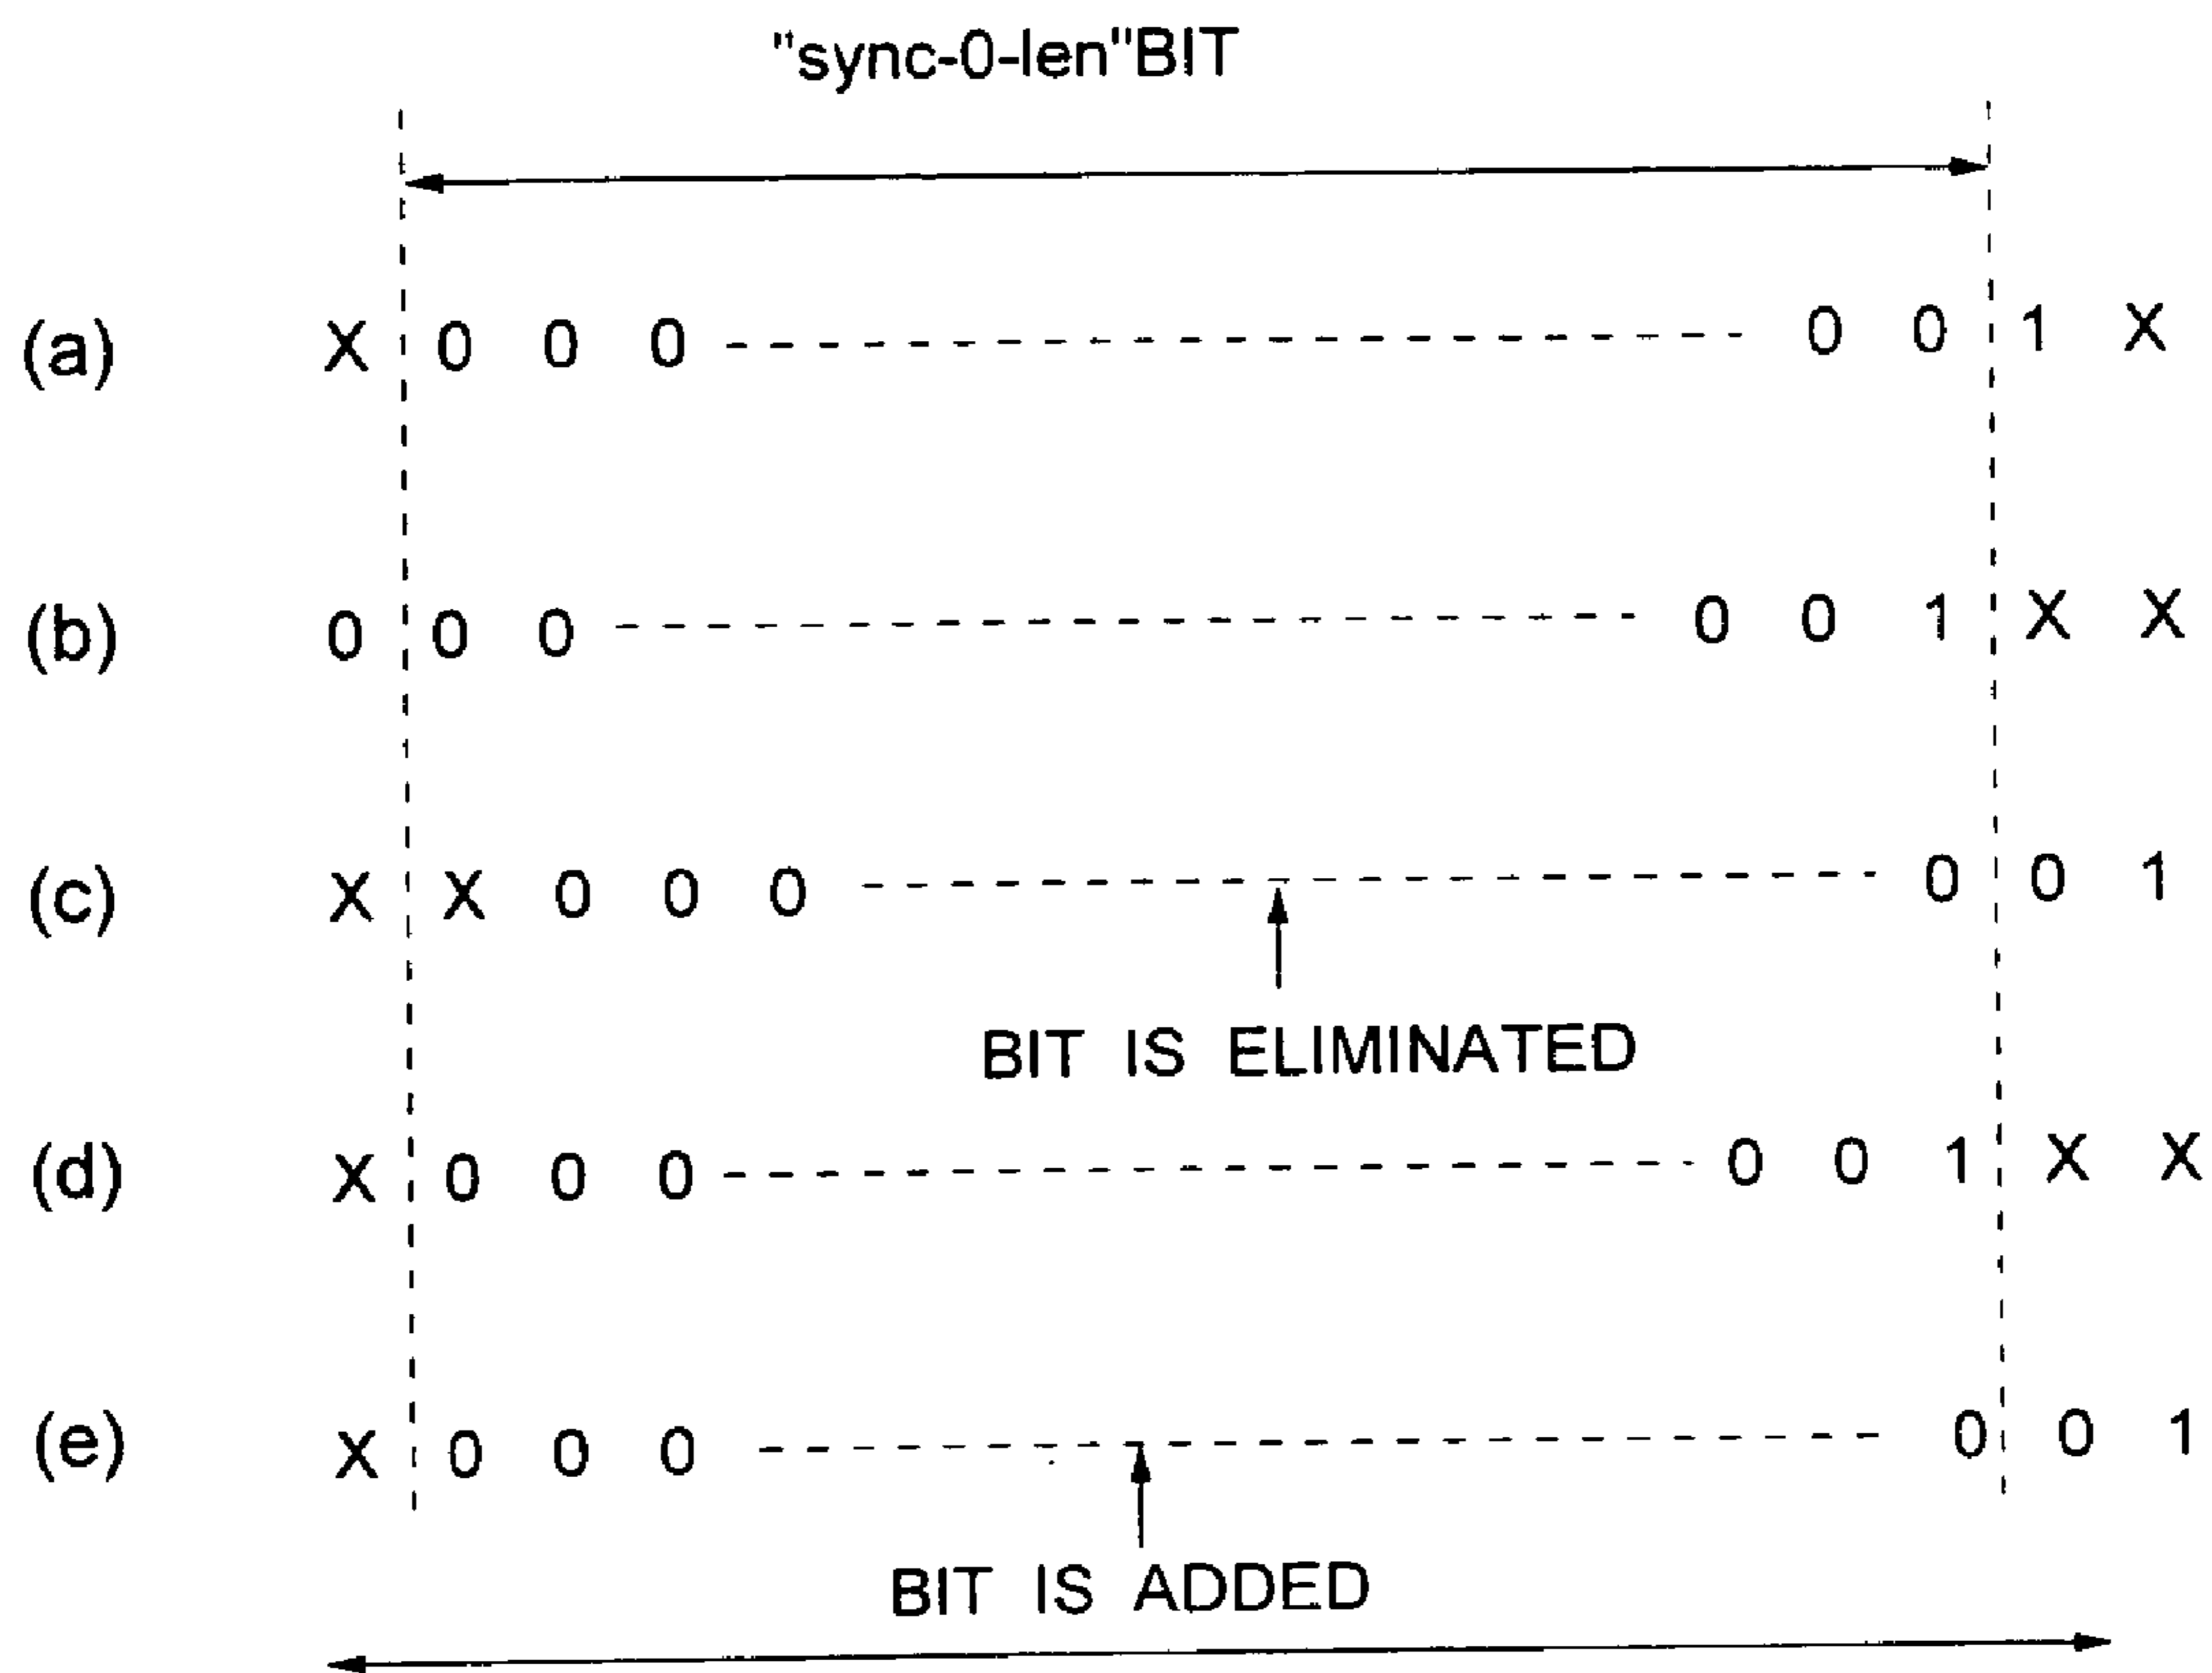 "sync-0-len"BIT
(a) X 0 0 0 0 0 1 X
(b) 0 0 0 0 0 1 X X
(c) X X 0 0 0 0 0 1
BIT IS ELIMINATED
(d) X 0 0 0 0 0 1 X X
(e) X 0 0 0 0 0 1
BIT IS ADDED